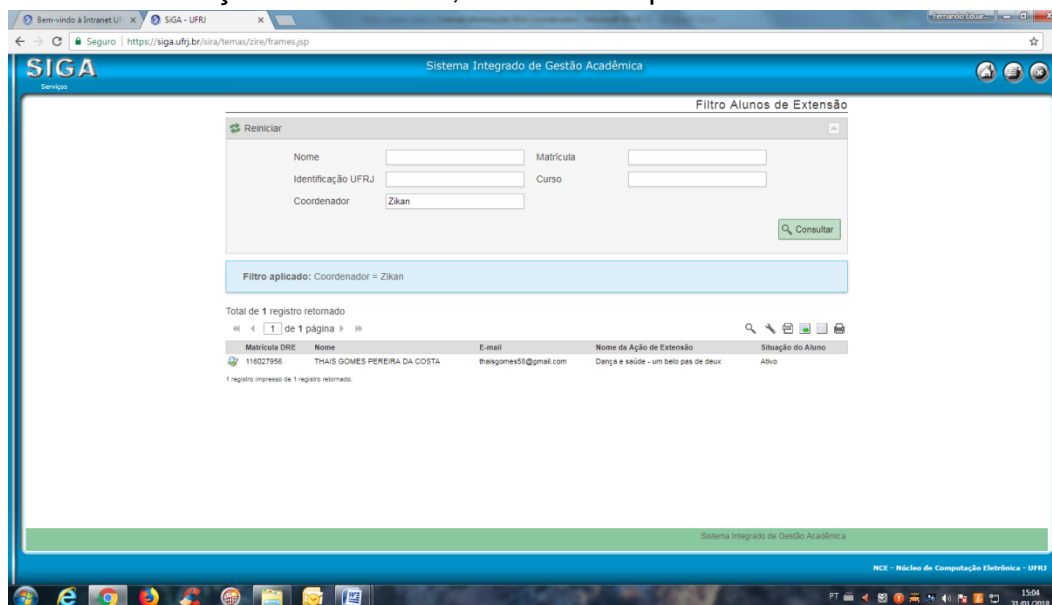 Bem-vindo à Intranet UF
SiGA - UFRJ
Seguro
https://siga.ufrj.br/sira/temas/zire/frames.jsp
SIGA
Serviços
Sistema Integrado de Gestão Acadêmica
Filtro Alunos de Extensão
Reiniciar
Nome
Matrícula
Identificação UFRJ
Curso
Coordenador Zikan
Consultar
Filtro aplicado: Coordenador = Zikan
Total de 1 registro retornado
1 de 1 página
Matrícula DRE Nome E-mail Nome da Ação de Extensão Situação do Aluno
116027956 THAIS GOMES PEREIRA DA COSTA thaisgomes58@gmail.com Dança e saúde - um belo pas de deux Ativo
1 registro impresso de 1 registro retornado.
Sistema Integrado de Gestão Acadêmica
NCE - Núcleo de Computação Eletrônica - UFRJ
PT
15:04
31/01/2018